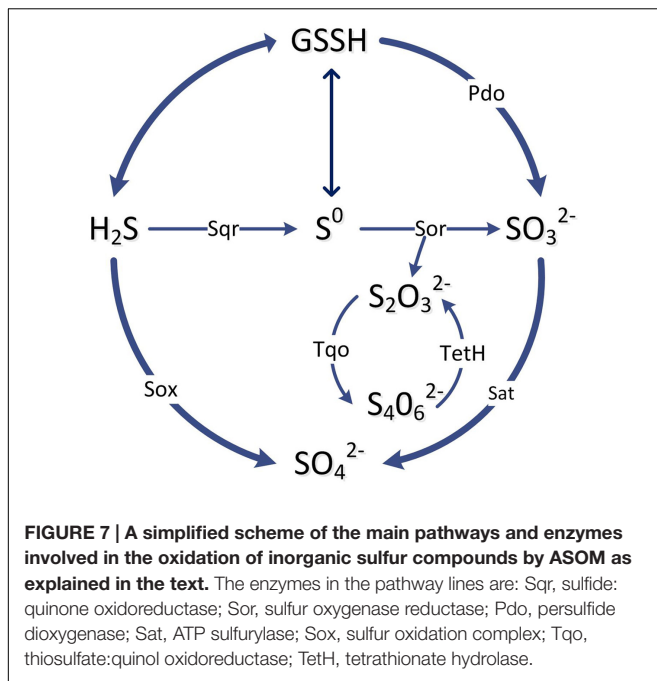 GSSH
Pdo
H₂S
Sqr
S⁰
Sor
SO₃²⁻
S₂O₃²⁻
Tqo
TetH
S₄0₆²⁻
Sox
Sat
SO₄²⁻
FIGURE 7 | A simplified scheme of the main pathways and enzymes
involved in the oxidation of inorganic sulfur compounds by ASOM as
explained in the text. The enzymes in the pathway lines are: Sqr, sulfide:
quinone oxidoreductase; Sor, sulfur oxygenase reductase; Pdo, persulfide
dioxygenase; Sat, ATP sulfurylase; Sox, sulfur oxidation complex; Tqo,
thiosulfate:quinol oxidoreductase; TetH, tetrathionate hydrolase.